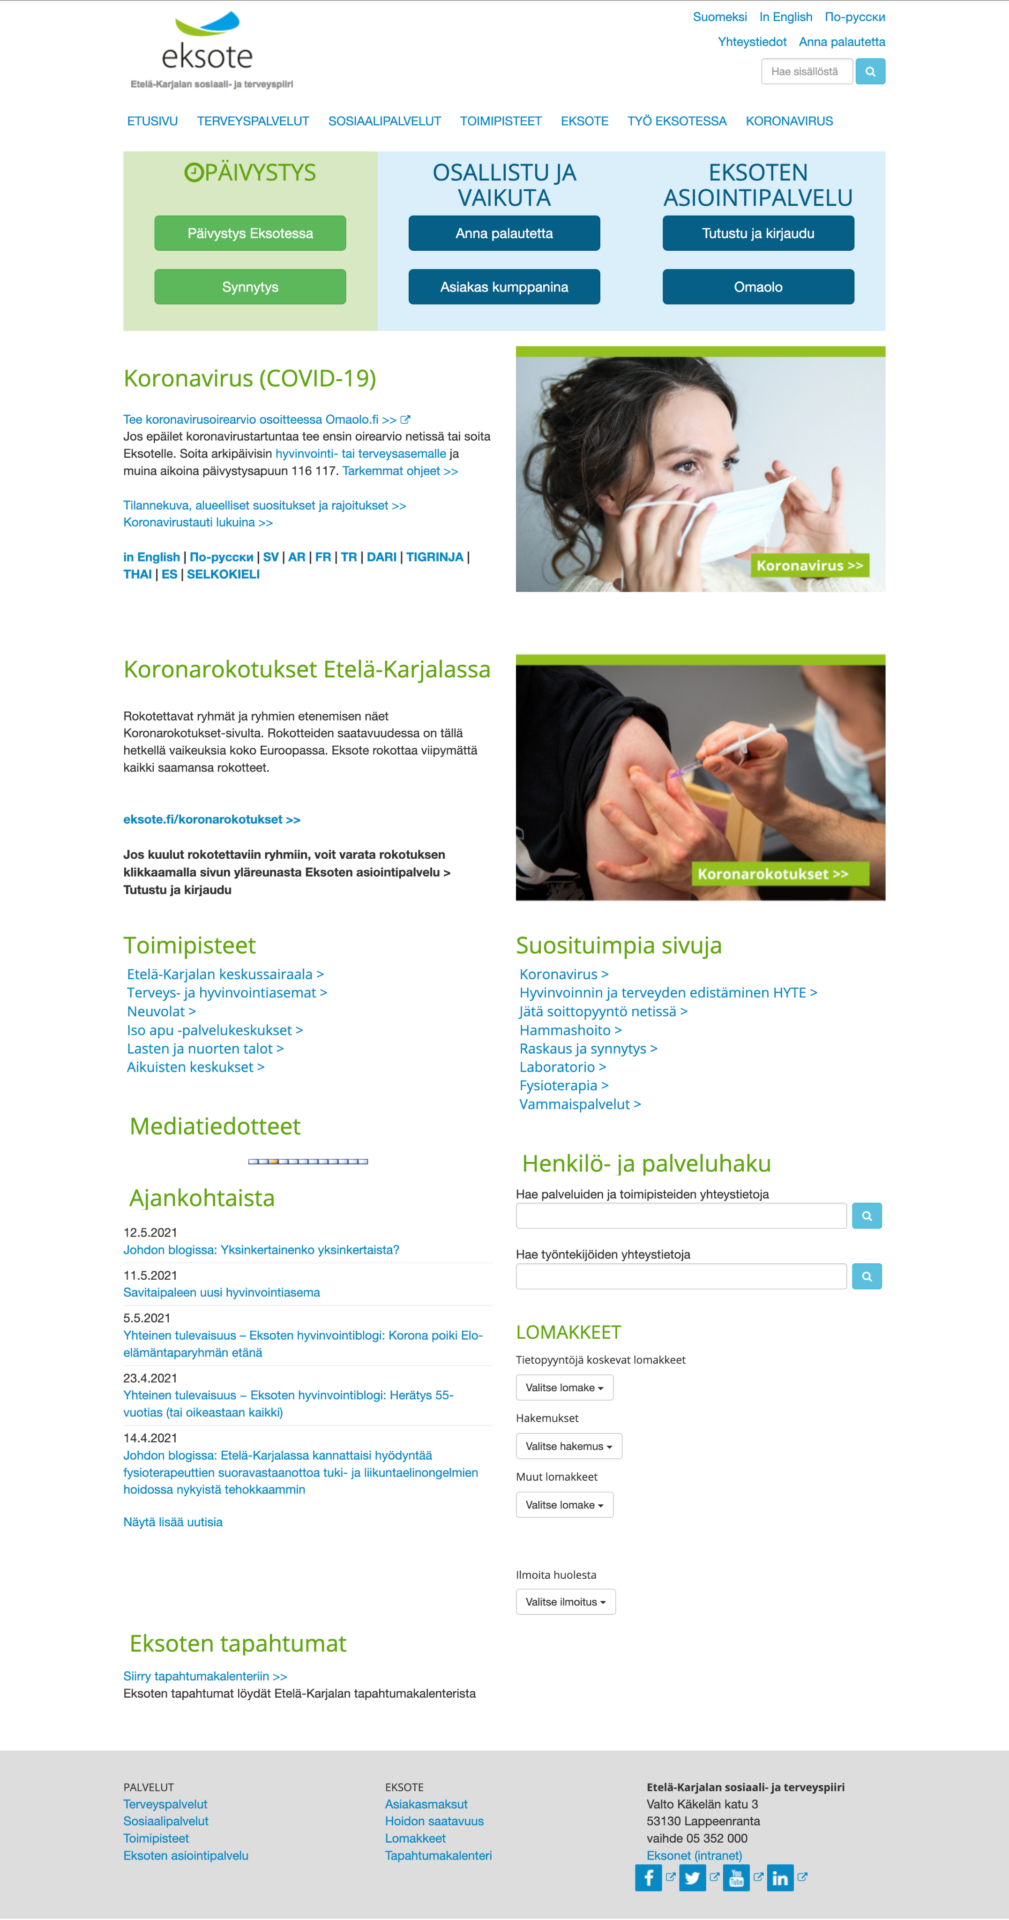 eksote
Etelä-Karjalan sosiaali- ja terveyspiiri
Suomeksi In English По-русски
Yhteystiedot Anna palautetta
Hae sisällöstä
ETUSIVU TERVEYSPALVELUT SOSIAALIPALVELUT TOIMIPISTEET EKSOTE TYÖ EKSOTESSA KORONAVIRUS
PÄIVYSTYS
Päivystys Eksotessa
Synnytys
OSALLISTU JA
VAIKUTA
Anna palautetta
Asiakas kumppanina
EKSOTEN
ASIOINTIPALVELU
Tutustu ja kirjaudu
Omaolo
Koronavirus (COVID-19)
Tee koronavirusoirearvio osoitteessa Omaolo.fi >>
Jos epäilet koronavirustartuntaa tee ensin oirearvio netissä tai soita
Eksotelle. Soita arkipäivisin hyvinvointi- tai terveysasemalle ja
muina aikoina päivystysapuun 116 117. Tarkemmat ohjeet >>
Tilannekuva, alueelliset suositukset ja rajoitukset >>
Koronavirustauti lukuina >>
in English | По-русски | SV | AR | FR | TR | DARI | TIGRINJA |
THAI | ES | SELKOKIELI
Koronavirus >>
Koronarokotukset Etelä-Karjalassa
Rokotettavat ryhmät ja ryhmien etenemisen näet
Koronarokotukset-sivulta. Rokotteiden saatavuudessa on tällä
hetkellä vaikeuksia koko Euroopassa. Eksote rokottaa viipymättä
kaikki saamansa rokotteet.
eksote.fi/koronarokotukset >>
Jos kuulut rokotettaviin ryhmiin, voit varata rokotuksen
klikkaamalla sivun yläreunasta Eksoten asiointipalvelu >
Tutustu ja kirjaudu
Koronarokotukset >>
Toimipisteet
Etelä-Karjalan keskussairaala >
Terveys- ja hyvinvointiasemat >
Neuvolat >
Iso apu -palvelukeskukset >
Lasten ja nuorten talot >
Aikuisten keskukset >
Suosituimpia sivuja
Koronavirus >
Hyvinvoinnin ja terveyden edistäminen HYTE >
Jätä soittopyyntö netissä >
Hammashoito >
Raskaus ja synnytys >
Laboratorio >
Fysioterapia >
Vammaispalvelut >
Mediatiedotteet
Ajankohtaista
12.5.2021
Johdon blogissa: Yksinkertainenko yksinkertaista?
11.5.2021
Savitaipaleen uusi hyvinvointiasema
5.5.2021
Yhteinen tulevaisuus – Eksoten hyvinvointiblogi: Korona poiki Elo-
elämäntaparyhmän etänä
23.4.2021
Yhteinen tulevaisuus – Eksoten hyvinvointiblogi: Herätys 55-
vuotias (tai oikeastaan kaikki)
14.4.2021
Johdon blogissa: Etelä-Karjalassa kannattaisi hyödyntää
fysioterapeuttien suoravastaanottoa tuki- ja liikuntaelinongelmien
hoidossa nykyistä tehokkaammin
Näytä lisää uutisia
Henkilö- ja palveluhaku
Hae palveluiden ja toimipisteiden yhteystietoja
Hae työntekijöiden yhteystietoja
LOMAKKEET
Tietopyyntöjä koskevat lomakkeet
Valitse lomake
Hakemukset
Valitse hakemus
Muut lomakkeet
Valitse lomake
Ilmoita huolesta
Valitse ilmoitus
Eksoten tapahtumat
Siirry tapahtumakalenteriin >>
Eksoten tapahtumat löydät Etelä-Karjalan tapahtumakalenterista
PALVELUT
Terveyspalvelut
Sosiaalipalvelut
Toimipisteet
Eksoten asiointipalvelu
EKSOTE
Asiakasmaksut
Hoidon saatavuus
Lomakkeet
Tapahtumakalenteri
Etelä-Karjalan sosiaali- ja terveyspiiri
Valto Käkelän katu 3
53130 Lappeenranta
vaihde 05 352 000
Eksonet (intranet)
You Tube